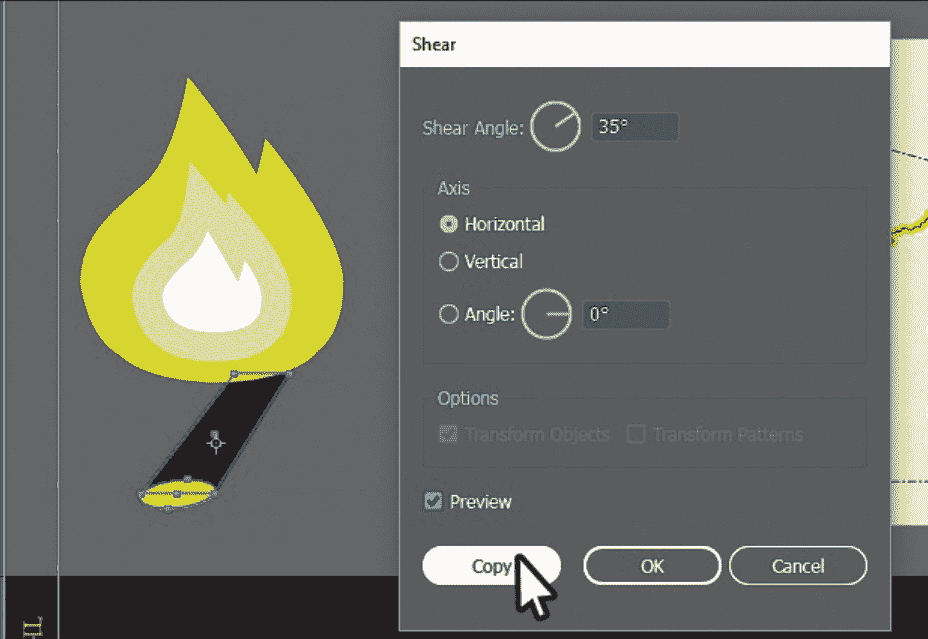 Shear
Shear Angle: 35°
Axis
Horizontal
Vertical
Angle: 0°
Options
Transform Objects Transform Patterns
Preview
Copy OK Cancel